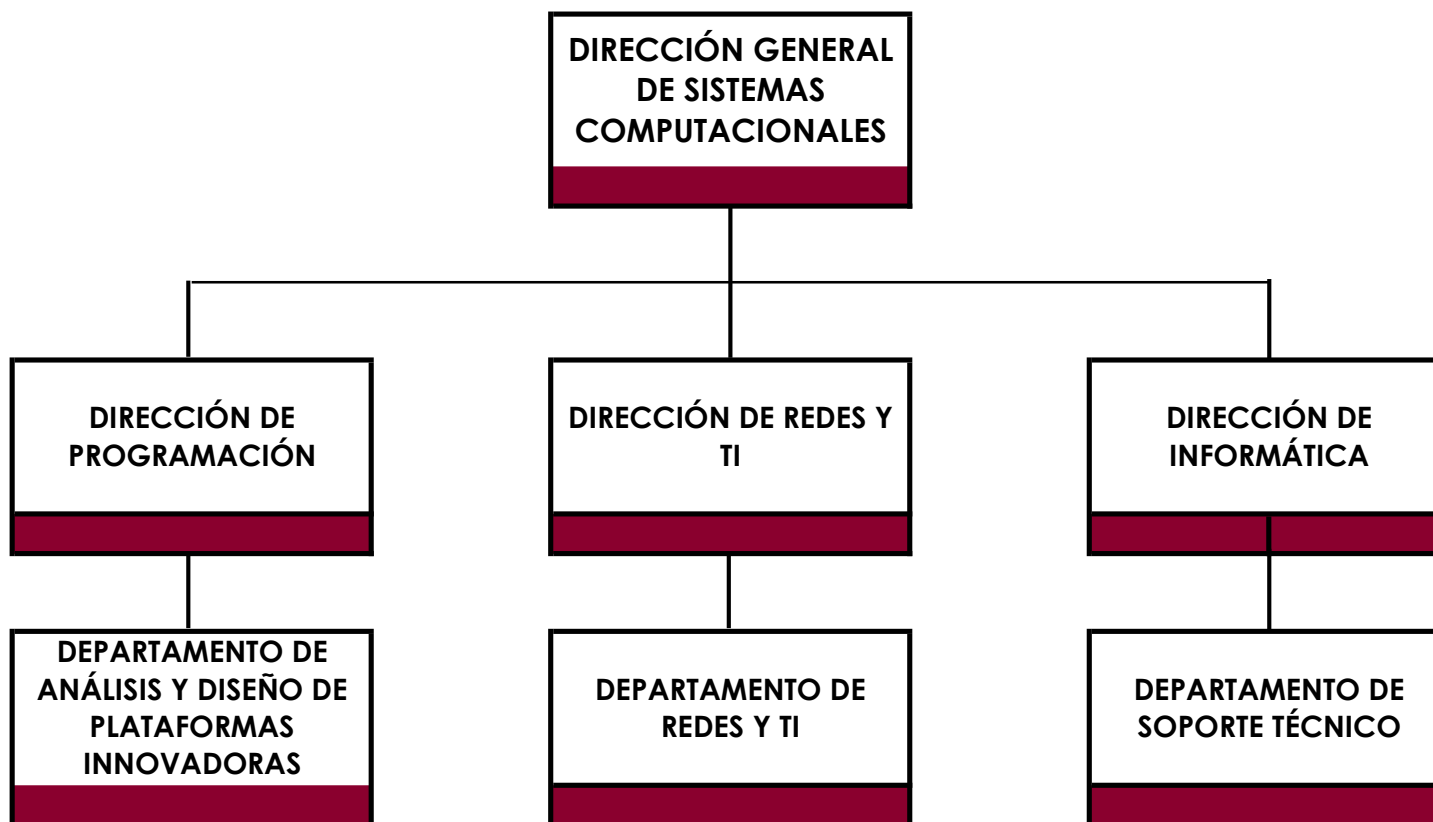 DIRECCIÓN GENERAL
DE SISTEMAS
COMPUTACIONALES
DIRECCIÓN DE
PROGRAMACIÓN
DIRECCIÓN DE REDES Y
TI
DIRECCIÓN DE
INFORMÁTICA
DEPARTAMENTO DE
ANÁLISIS Y DISEÑO DE
PLATAFORMAS
INNOVADORAS
DEPARTAMENTO DE
REDES Y TI
DEPARTAMENTO DE
SOPORTE TÉCNICO